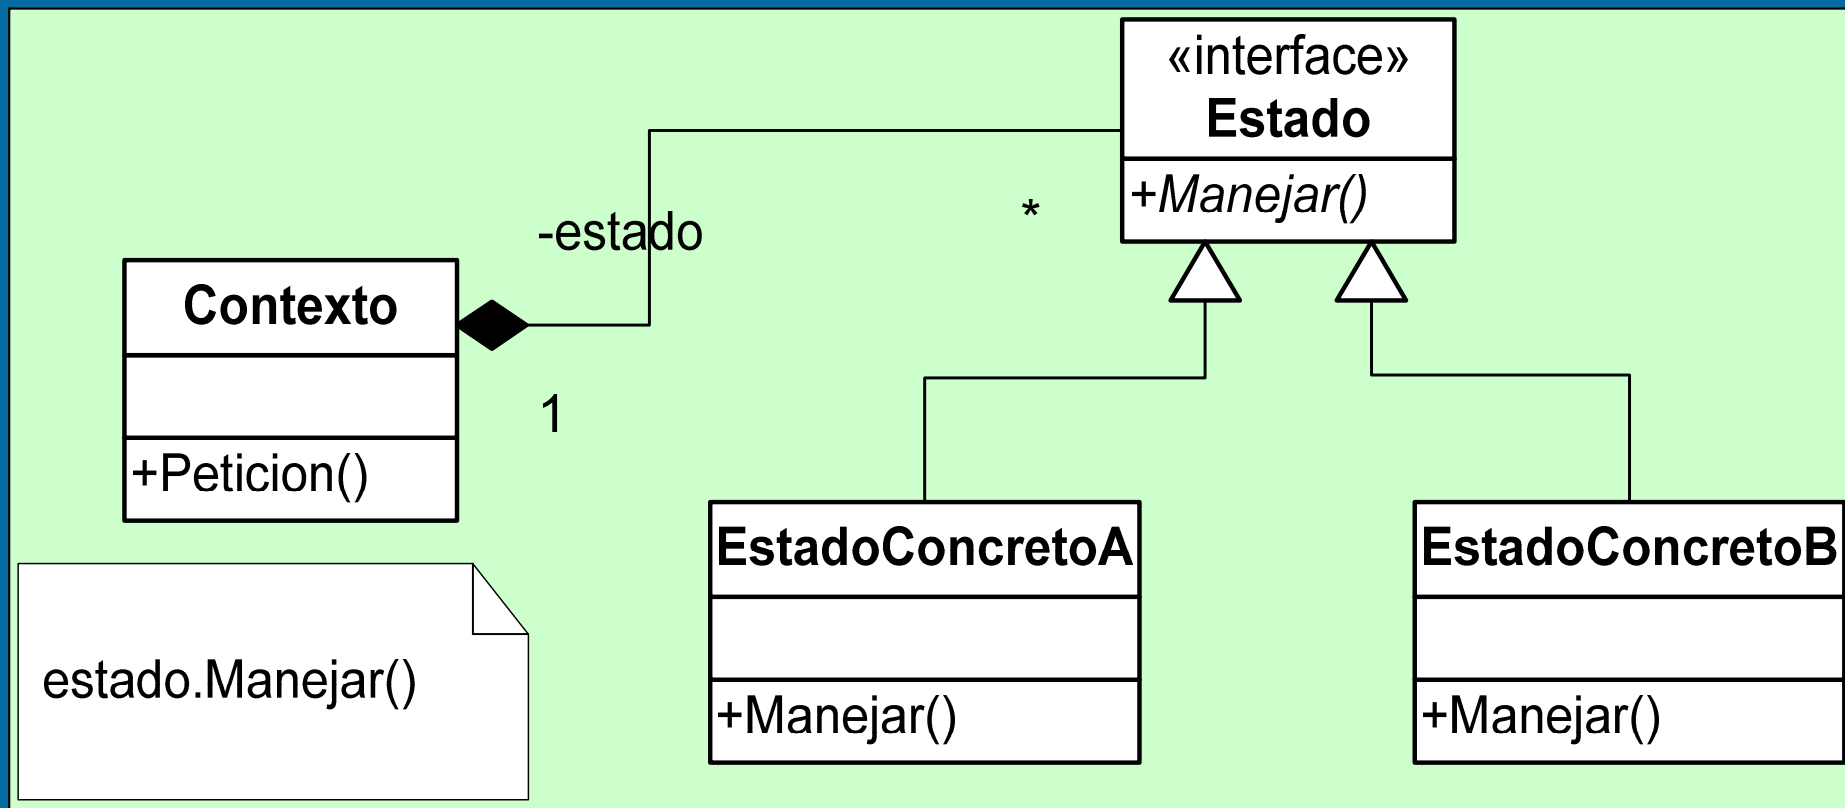 «interface»
Estado
+Manejar()
-estado
*
Contexto
1
+Peticion()
EstadoConcretoA
+Manejar()
EstadoConcretoB
+Manejar()
estado.Manejar()